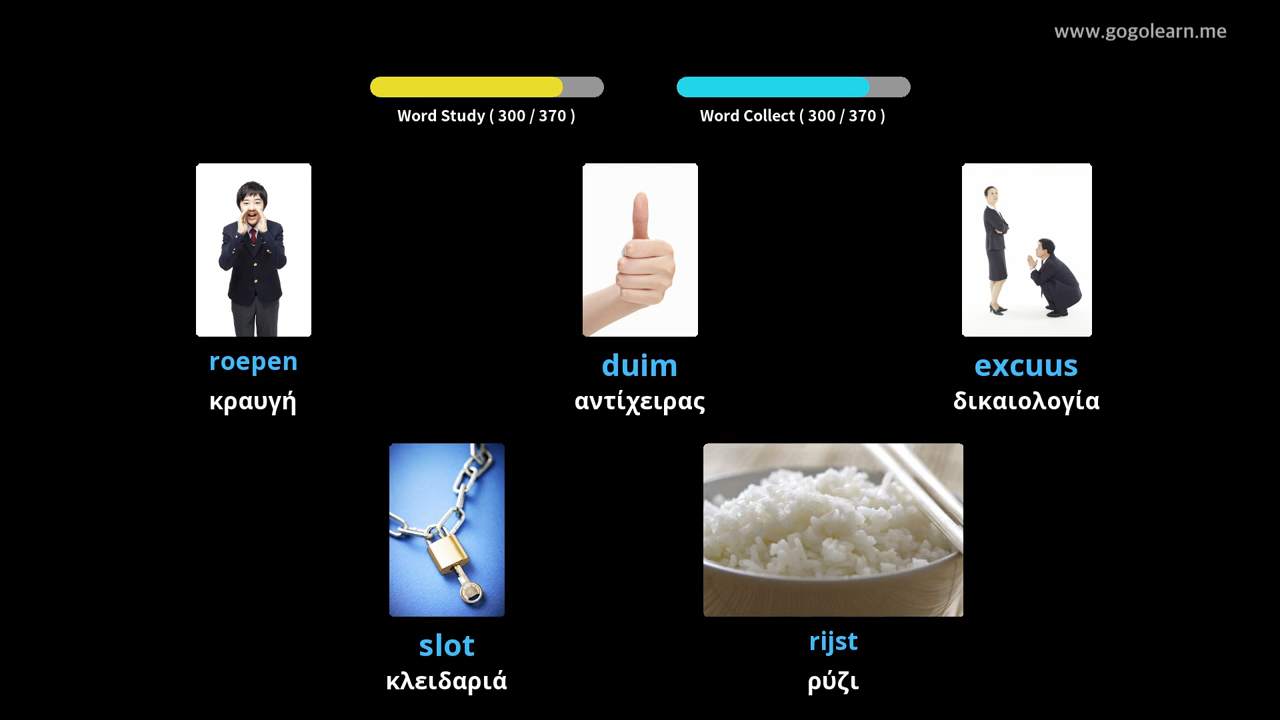 www.gogolearn.me
Word Study ( 300 / 370 )
Word Collect ( 300 / 370 )
roepen
κραυγή
duim
αντίχειρας
excuus
δικαιολογία
slot
κλειδαριά
rijst
ρύζι